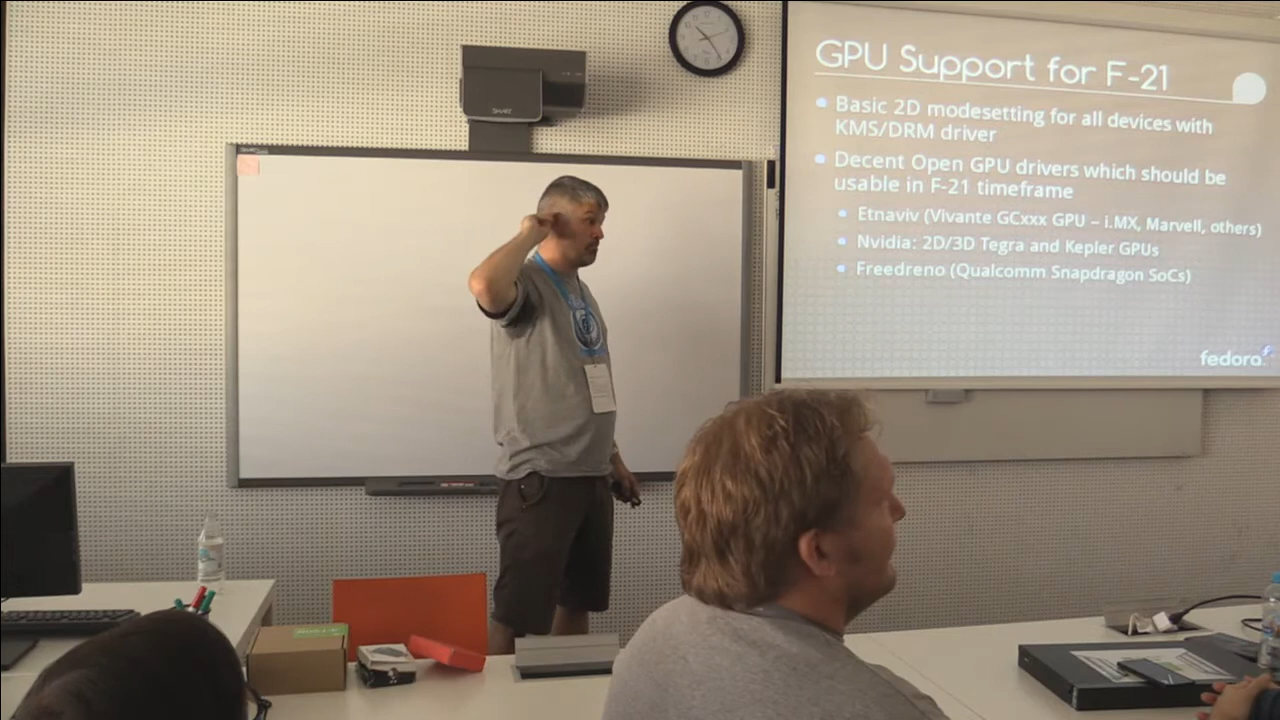 GPU Support for F-21
Basic 2D modesetting for all devices with
KMS/DRM driver
Decent Open GPU drivers which should be
usable in F-21 timeframe
Etnaviv (Vivante GCxxx GPU – i.MX, Marvell, others)
Nvidia: 2D/3D Tegra and Kepler GPUs
Freedreno (Qualcomm Snapdragon SoCs)
fedora
SMART